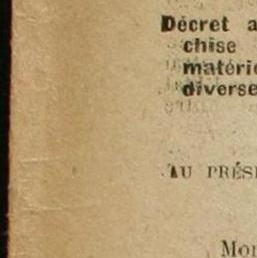 Décret a
chise
matérie
diverse
AU PRÉSI
Mon